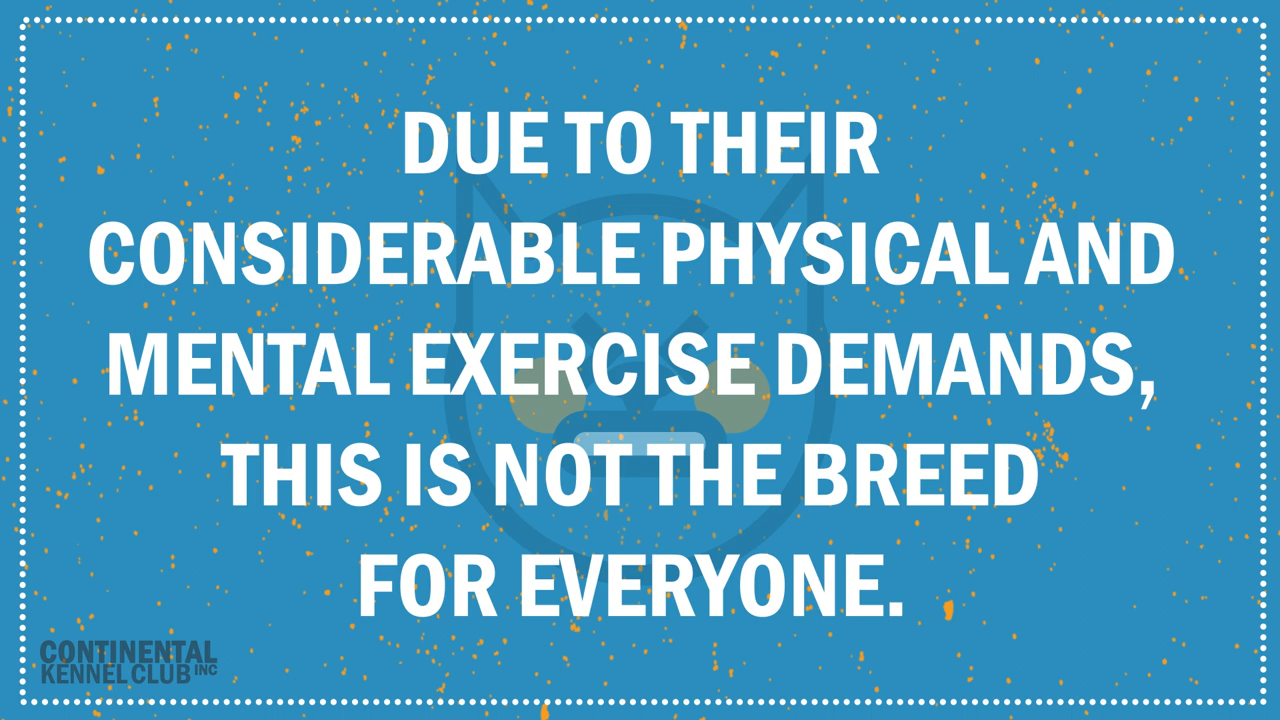 DUE TO THEIR
CONSIDERABLE PHYSICAL AND
MENTAL EXERCISE DEMANDS,
THIS IS NOT THE BREED
FOR EVERYONE.
CONTINENTAL
KENNEL CLUB INC